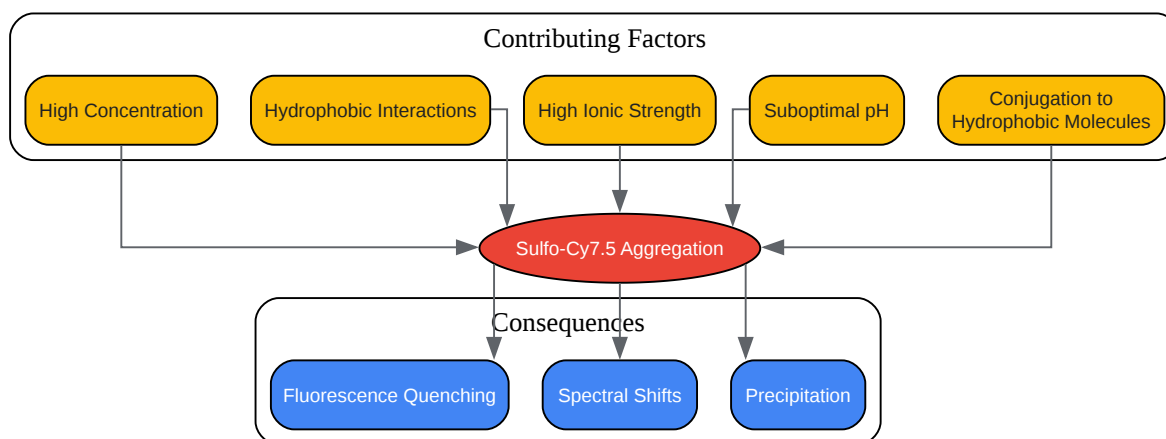 Contributing Factors
High Concentration
Hydrophobic Interactions
High Ionic Strength
Suboptimal pH
Conjugation to
Hydrophobic Molecules
Sulfo-Cy7.5 Aggregation
Consequences
Fluorescence Quenching
Spectral Shifts
Precipitation